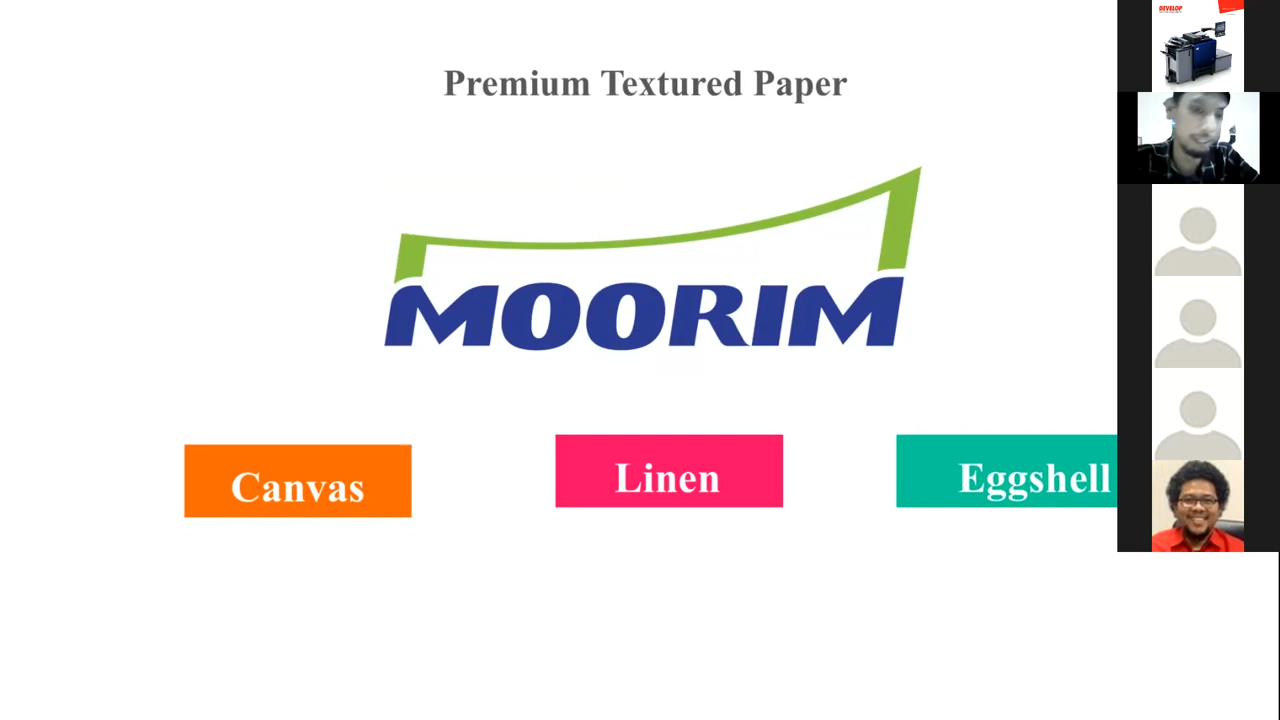 Premium Textured Paper
MOORIM
Canvas
Linen
Eggshell
DEVELOP